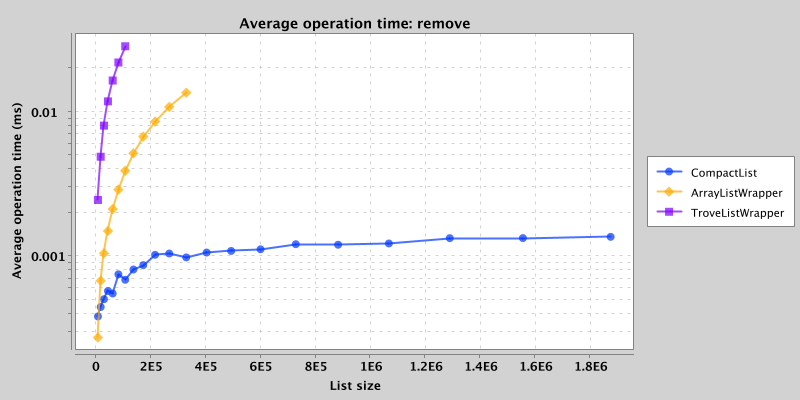 Average operation time: remove
Average operation time (ms)
0.01
0.001
0 2E5 4E5 6E5 8E5 1E6 1.2E6 1.4E6 1.6E6 1.8E6
List size
CompactList
ArrayListWrapper
TroveListWrapper